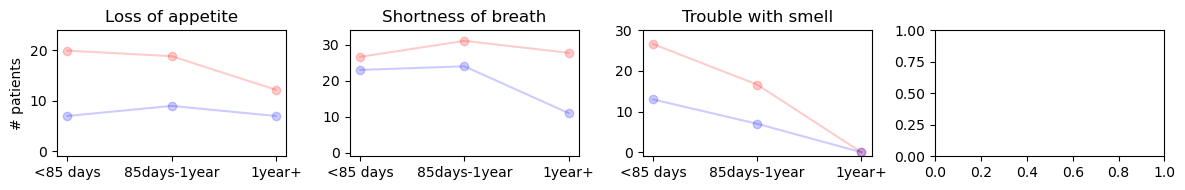 Loss of appetite
# patients
20
10
0
<85 days 85days-1year 1year+
Shortness of breath
30
20
10
0
<85 days 85days-1year 1year+
Trouble with smell
30
20
10
0
<85 days 85days-1year 1year+
1.00
0.75
0.50
0.25
0.00
0.0 0.2 0.4 0.6 0.8 1.0